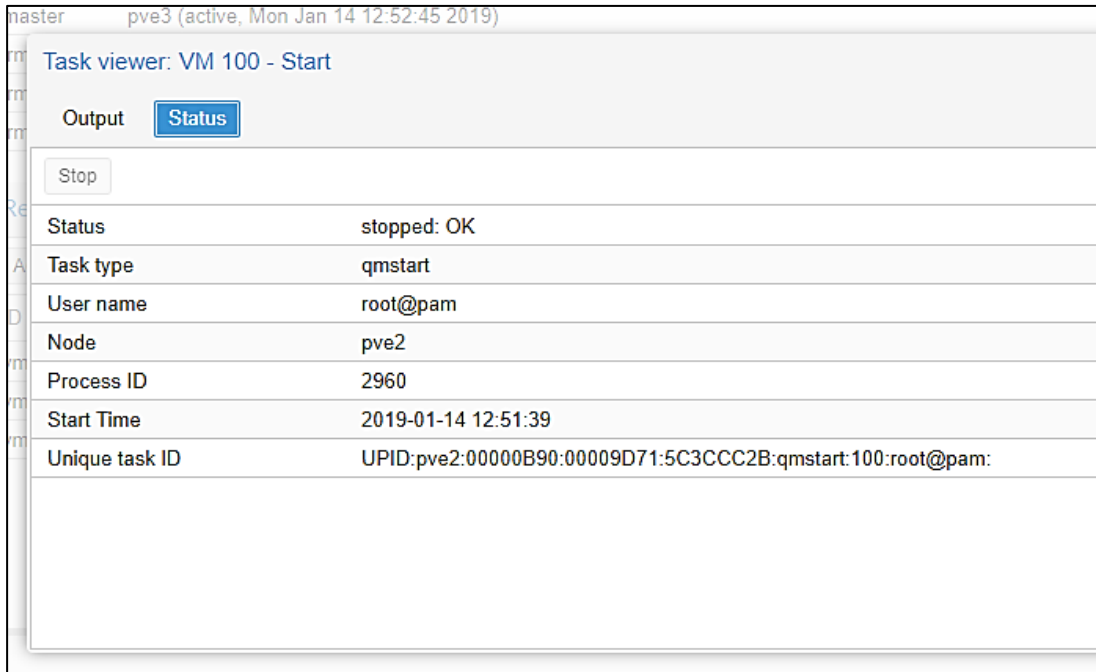 master pve3 (active, Mon Jan 14 12:52:45 2019)
Task viewer: VM 100 - Start
Output Status
Stop
Status stopped: OK
Task type qmstart
User name root@pam
Node pve2
Process ID 2960
Start Time 2019-01-14 12:51:39
Unique task ID UPID:pve2:00000B90:00009D71:5C3CCC2B:qmstart:100:root@pam: